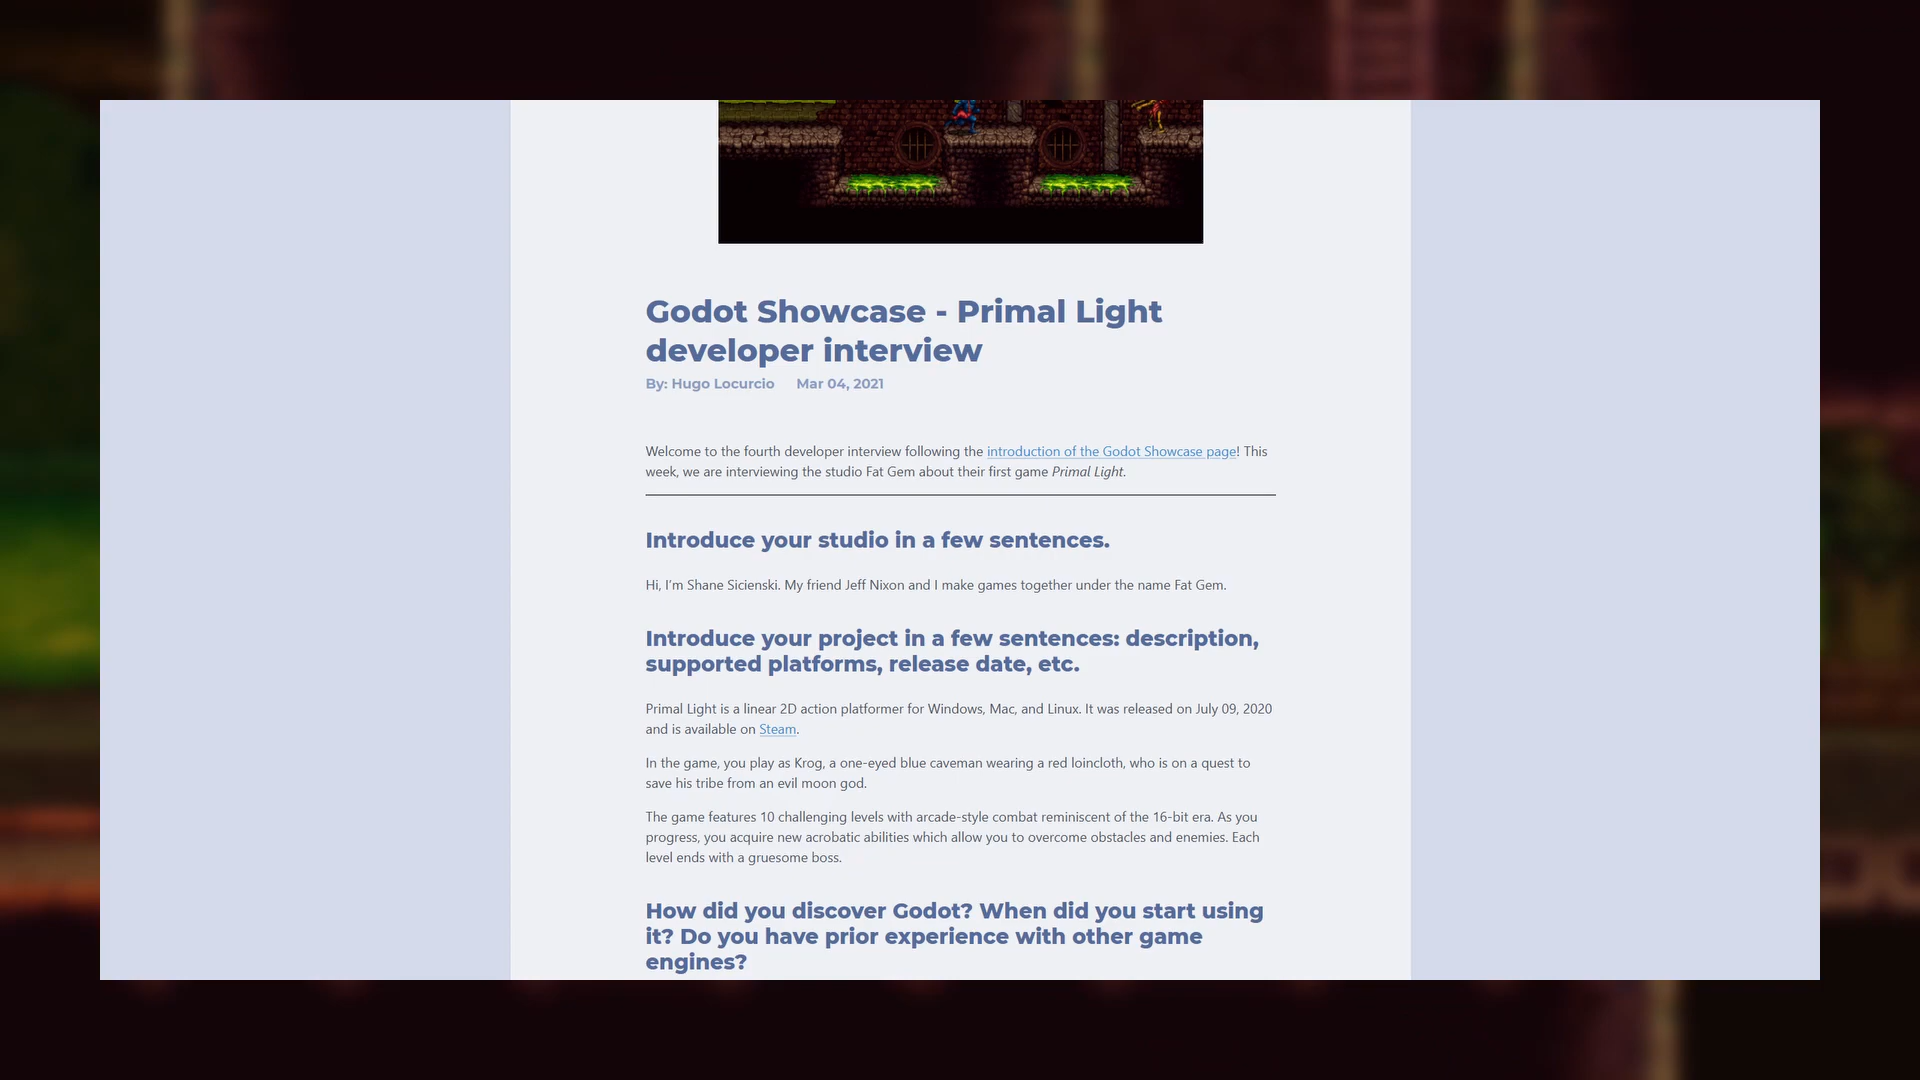 Godot Showcase - Primal Light
developer interview
By: Hugo Locurcio Mar 04, 2021
Welcome to the fourth developer interview following the introduction of the Godot Showcase page! This
week, we are interviewing the studio Fat Gem about their first game Primal Light.
Introduce your studio in a few sentences.
Hi, I'm Shane Sicienski. My friend Jeff Nixon and I make games together under the name Fat Gem.
Introduce your project in a few sentences: description,
supported platforms, release date, etc.
Primal Light is a linear 2D action platformer for Windows, Mac, and Linux. It was released on July 09, 2020
and is available on Steam.
In the game, you play as Krog, a one-eyed blue caveman wearing a red loincloth, who is on a quest to
save his tribe from an evil moon god.
The game features 10 challenging levels with arcade-style combat reminiscent of the 16-bit era. As you
progress, you acquire new acrobatic abilities which allow you to overcome obstacles and enemies. Each
level ends with a gruesome boss.
How did you discover Godot? When did you start using
it? Do you have prior experience with other game
engines?